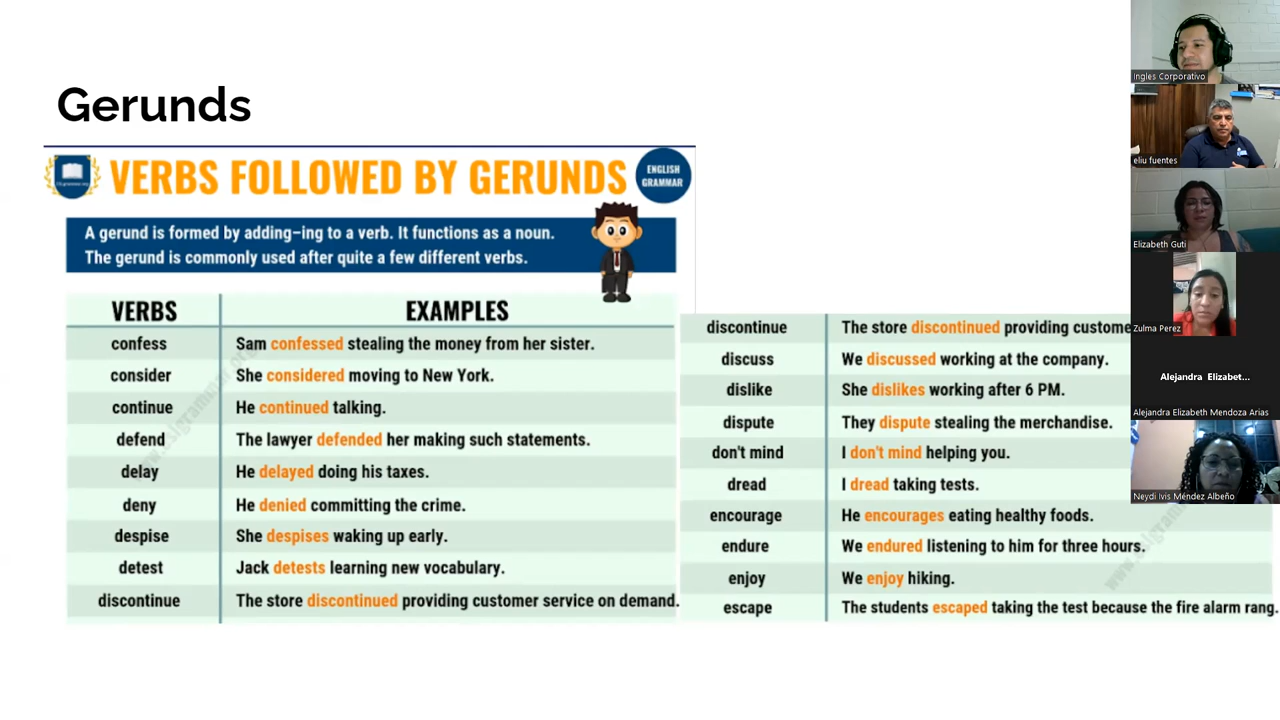 Gerunds
VERBS FOLLOWED BY GERUNDS
ENGLISH
GRAMMAR
A gerund is formed by adding–ing to a verb. It functions as a noun.
The gerund is commonly used after quite a few different verbs.
VERBS EXAMPLES
confess Sam confessed stealing the money from her sister.
consider She considered moving to New York.
continue He continued talking.
defend The lawyer defended her making such statements.
delay He delayed doing his taxes.
deny He denied committing the crime.
despise She despises waking up early.
detest Jack detests learning new vocabulary.
discontinue The store discontinued providing customer service on demand.
discontinue The store discontinued providing custome
discuss We discussed working at the company.
dislike She dislikes working after 6 PM.
dispute They dispute stealing the merchandise.
don't mind I don't mind helping you.
dread I dread taking tests.
encourage He encourages eating healthy foods.
endure We endured listening to him for three hours.
enjoy We enjoy hiking.
escape The students escaped taking the test because the fire alarm rang.
Ingles Corporativo
eliu fuentes
Elizabeth Guti
Zulma Perez
Alejandra Elizabet...
Alejandra Elizabeth Mendoza Arias
Neydi Ivis Méndez Albeño